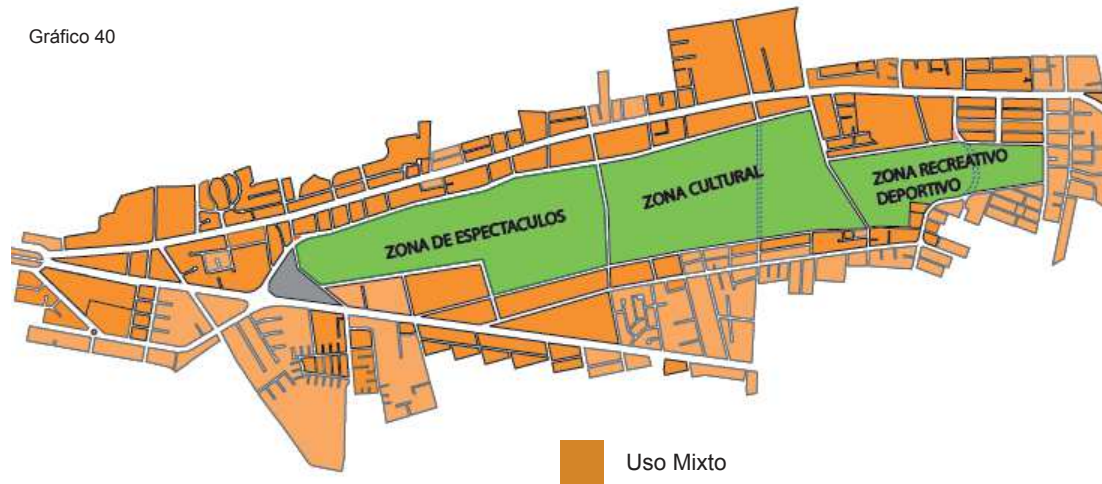 Gráfico 40
ZONA DE ESPECTACULOS
ZONA CULTURAL
ZONA RECREATIVO
DEPORTIVO
Uso Mixto